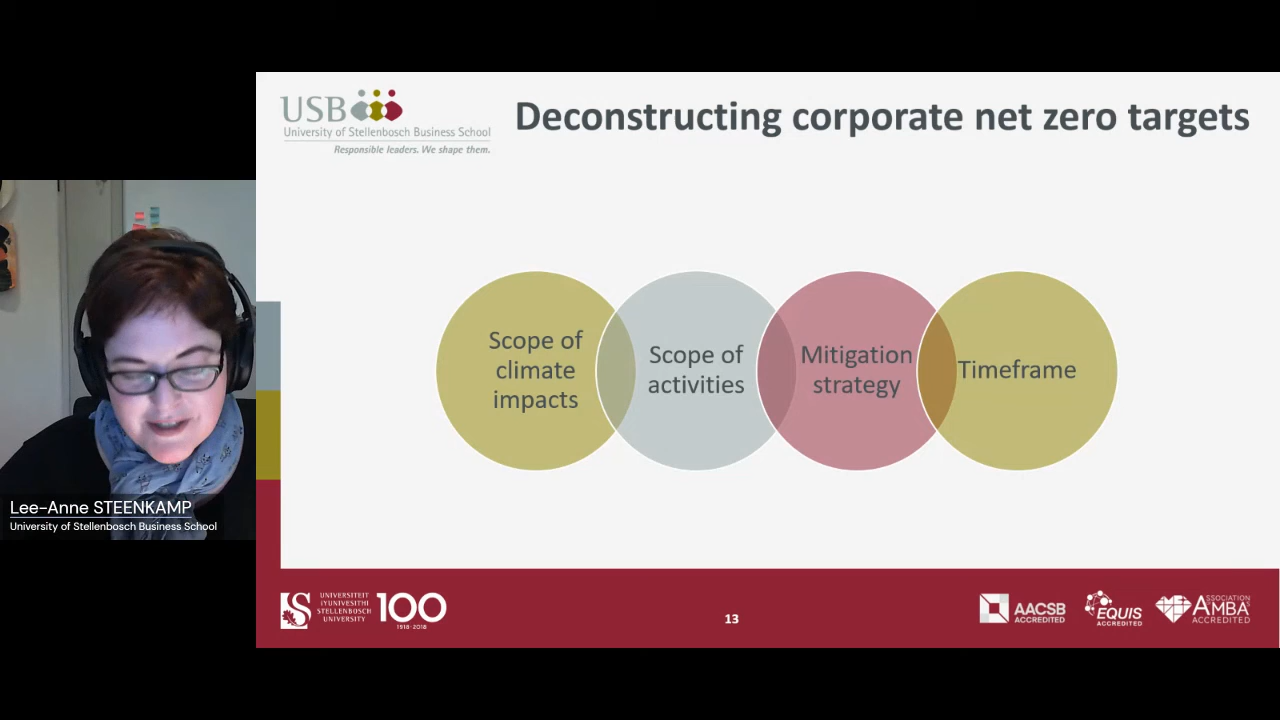 USB
University of Stellenbosch Business School
Responsible leaders. We shape them.
Deconstructing corporate net zero targets
Scope of
climate
impacts
Scope of
activities
Mitigation
strategy
Timeframe
Lee-Anne STEENKAMP
University of Stellenbosch Business School
UNIVERSITEIT
IYUNIVESITHI
STELLENBOSCH
UNIVERSITY
100
1918-2018
13
AACSB
ACCREDITED
EQUIS
ACCREDITED
ASSOCIATION
AMBA
ACCREDITED